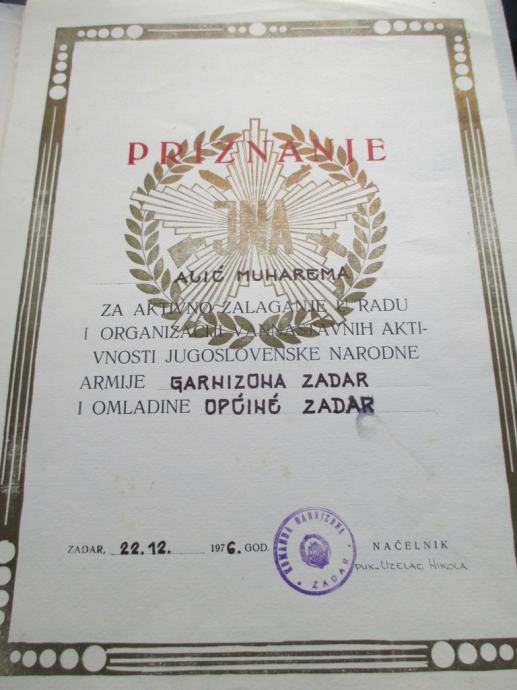 PRIZNANJE
JNA
ALIĆ MUHAREMA
ZA AKTIVNO ZALAGANJE U RADU
I ORGANIZACIJI VANNASTAVNIH AKTI-
VNOSTI JUGOSLOVENSKE NARODNE
ARMIJE GARNIZONA ZADAR
I OMLADINE OPĆINE ZADAR
ZADAR, 22.12. 1976. GOD.
KOMANDA GARNIZONA
ZADAR
NAČELNIK
PUK. UZELAC NIKOLA